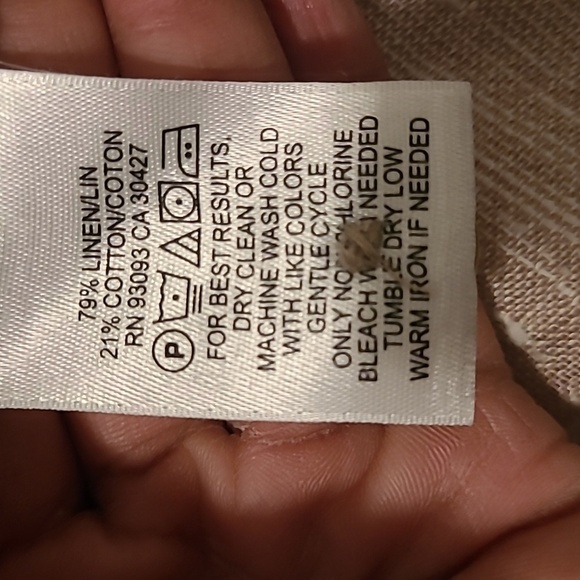 79% LINEN/LIN
21% COTTON/COTON
RN 93093 CA 30427
P
FOR BEST RESULTS,
DRY CLEAN OR
MACHINE WASH COLD
WITH LIKE COLORS
GENTLE CYCLE
ONLY CHLORINE
BLEACH NEEDED
TUMBLE DRY LOW
WARM IRON IF NEEDED